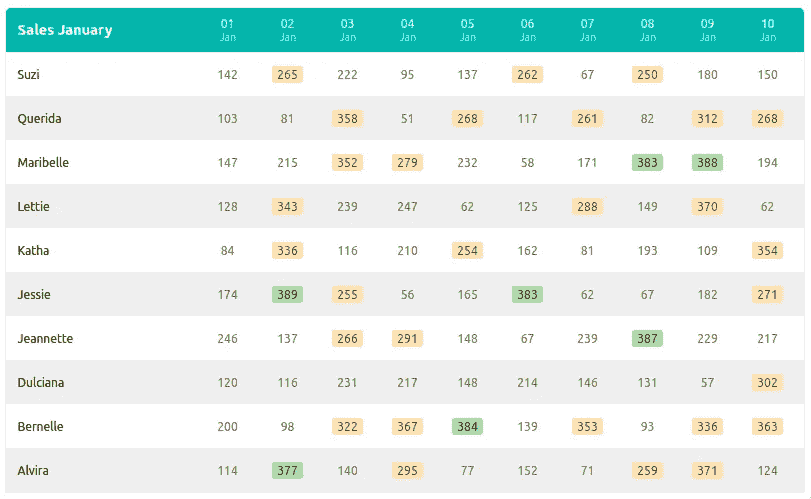 Sales January 01 02 03 04 05 06 07 08 09 10
Jan Jan Jan Jan Jan Jan Jan Jan Jan Jan
Suzi 142 265 222 95 137 262 67 250 180 150
Querida 103 81 358 51 268 117 261 82 312 268
Maribelle 147 215 352 279 232 58 171 383 388 194
Lettie 128 343 239 247 62 125 288 149 370 62
Katha 84 336 116 210 254 162 81 193 109 354
Jessie 174 389 255 56 165 383 62 67 182 271
Jeannette 246 137 266 291 148 67 239 387 229 217
Dulciana 120 116 231 217 148 214 146 131 57 302
Bernelle 200 98 322 367 384 139 353 93 336 363
Alvira 114 377 140 295 77 152 71 259 371 124